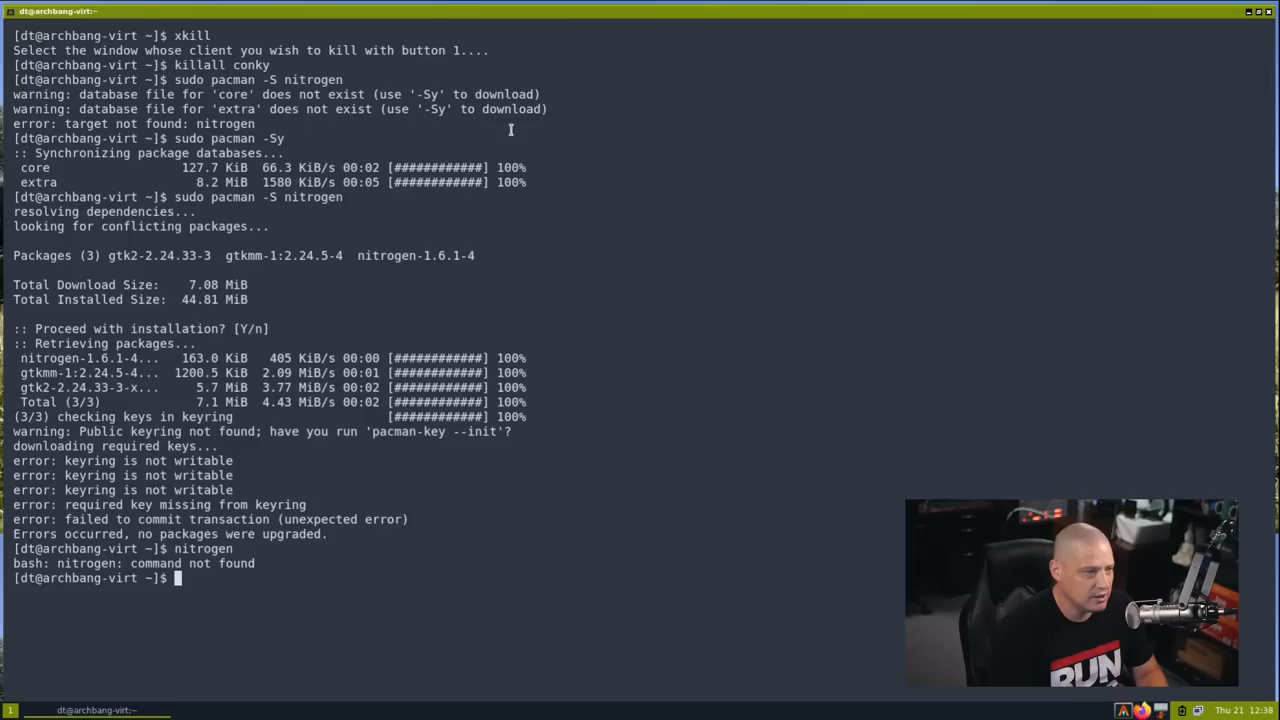 dt@archbang-virt:~
[dt@archbang-virt ~]$ xkill
Select the window whose client you wish to kill with button 1....
[dt@archbang-virt ~]$ killall conky
[dt@archbang-virt ~]$ sudo pacman -S nitrogen
warning: database file for 'core' does not exist (use '-Sy' to download)
warning: database file for 'extra' does not exist (use '-Sy' to download)
error: target not found: nitrogen
[dt@archbang-virt ~]$ sudo pacman -Sy
:: Synchronizing package databases...
core 127.7 KiB 66.3 KiB/s 00:02 [############] 100%
extra 8.2 MiB 1580 KiB/s 00:05 [############] 100%
[dt@archbang-virt ~]$ sudo pacman -S nitrogen
resolving dependencies...
looking for conflicting packages...
Packages (3) gtk2-2.24.33-3 gtkmm-1:2.24.5-4 nitrogen-1.6.1-4
Total Download Size: 7.08 MiB
Total Installed Size: 44.81 MiB
:: Proceed with installation? [Y/n]
:: Retrieving packages...
nitrogen-1.6.1-4... 163.0 KiB 405 KiB/s 00:00 [############] 100%
gtkmm-1:2.24.5-4... 1200.5 KiB 2.09 MiB/s 00:01 [############] 100%
gtk2-2.24.33-3-x... 5.7 MiB 3.77 MiB/s 00:02 [############] 100%
Total (3/3) 7.1 MiB 4.43 MiB/s 00:02 [############] 100%
(3/3) checking keys in keyring [############] 100%
warning: Public keyring not found; have you run 'pacman-key --init'?
downloading required keys...
error: keyring is not writable
error: keyring is not writable
error: keyring is not writable
error: required key missing from keyring
error: failed to commit transaction (unexpected error)
Errors occurred, no packages were upgraded.
[dt@archbang-virt ~]$ nitrogen
bash: nitrogen: command not found
[dt@archbang-virt ~]$
RUN
1 dt@archbang-virt:~ Thu 21 12:38